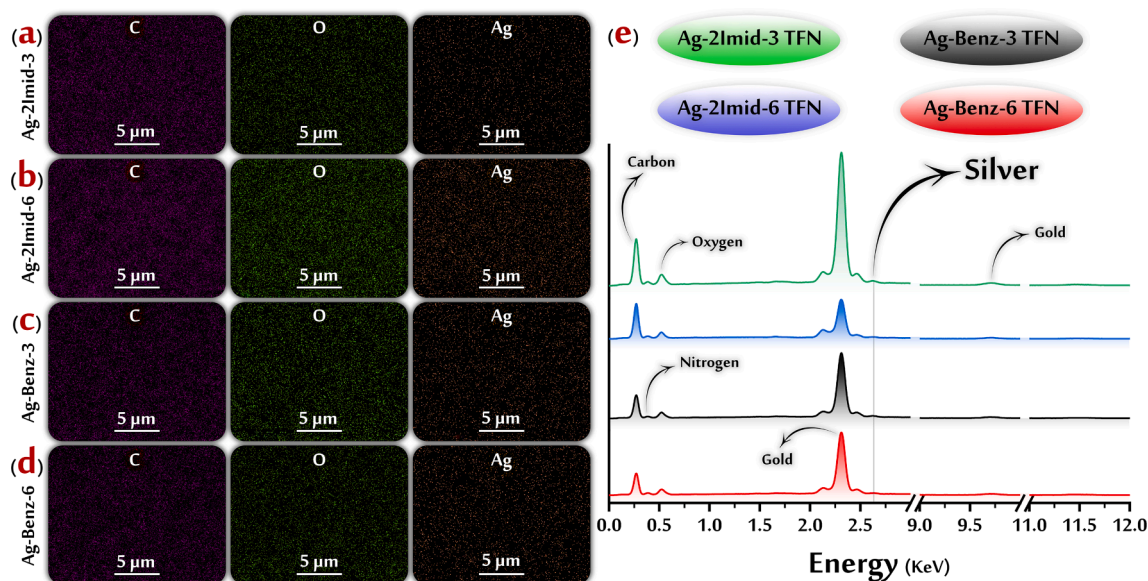 (a)
Ag-2Imid-3
C
5 µm
O
5 µm
Ag
5 µm
(b)
Ag-2Imid-6
C
5 µm
O
5 µm
Ag
5 µm
(c)
Ag-Benz-3
C
5 µm
O
5 µm
Ag
5 µm
(d)
Ag-Benz-6
C
5 µm
O
5 µm
Ag
5 µm
(e)
Ag-2Imid-3 TFN
Ag-Benz-3 TFN
Ag-2Imid-6 TFN
Ag-Benz-6 TFN
Carbon
Silver
Oxygen
Gold
Nitrogen
Gold
0.0 0.5 1.0 1.5 2.0 2.5 9.0 9.5 11.0 11.5 12.0
Energy (KeV)